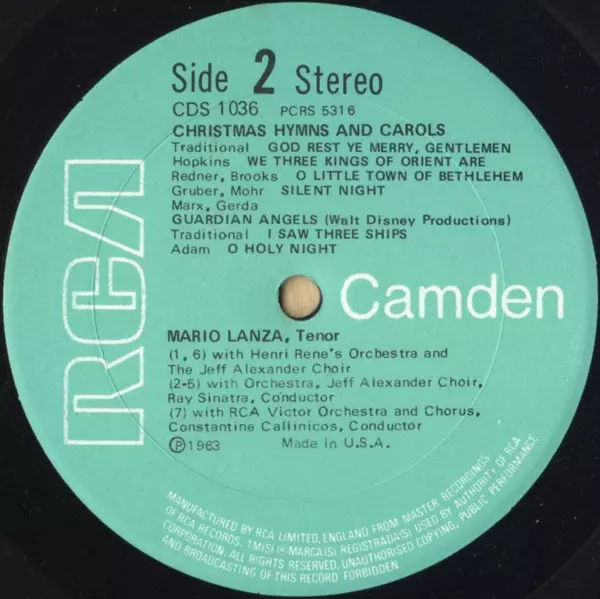 Side 2 Stereo
CDS 1036 PCRS 5316
CHRISTMAS HYMNS AND CAROLS
Traditional GOD REST YE MERRY, GENTLEMEN
Hopkins WE THREE KINGS OF ORIENT ARE
Redner, Brooks O LITTLE TOWN OF BETHLEHEM
Gruber, Mohr SILENT NIGHT
Marx, Gerda
GUARDIAN ANGELS (Walt Disney Productions)
Traditional I SAW THREE SHIPS
Adam O HOLY NIGHT
RCA
Camden
MARIO LANZA, Tenor
(1, 6) with Henri Rene's Orchestra and
The Jeff Alexander Choir
(2-5) with Orchestra, Jeff Alexander Choir,
Ray Sinatra, Conductor
(7) with RCA Victor Orchestra and Chorus,
Constantine Callinicos, Conductor
Ⓟ1963 Made in U.S.A.
MANUFACTURED BY RCA LIMITED, ENGLAND FROM MASTER RECORDINGS
OF RCA RECORDS. TM(S) ® MARCA(S) REGISTRADA(S) USED BY AUTHORITY OF RCA
CORPORATION. ALL RIGHTS RESERVED. UNAUTHORISED COPYING, PUBLIC PERFORMANCE
AND BROADCASTING OF THIS RECORD FORBIDDEN